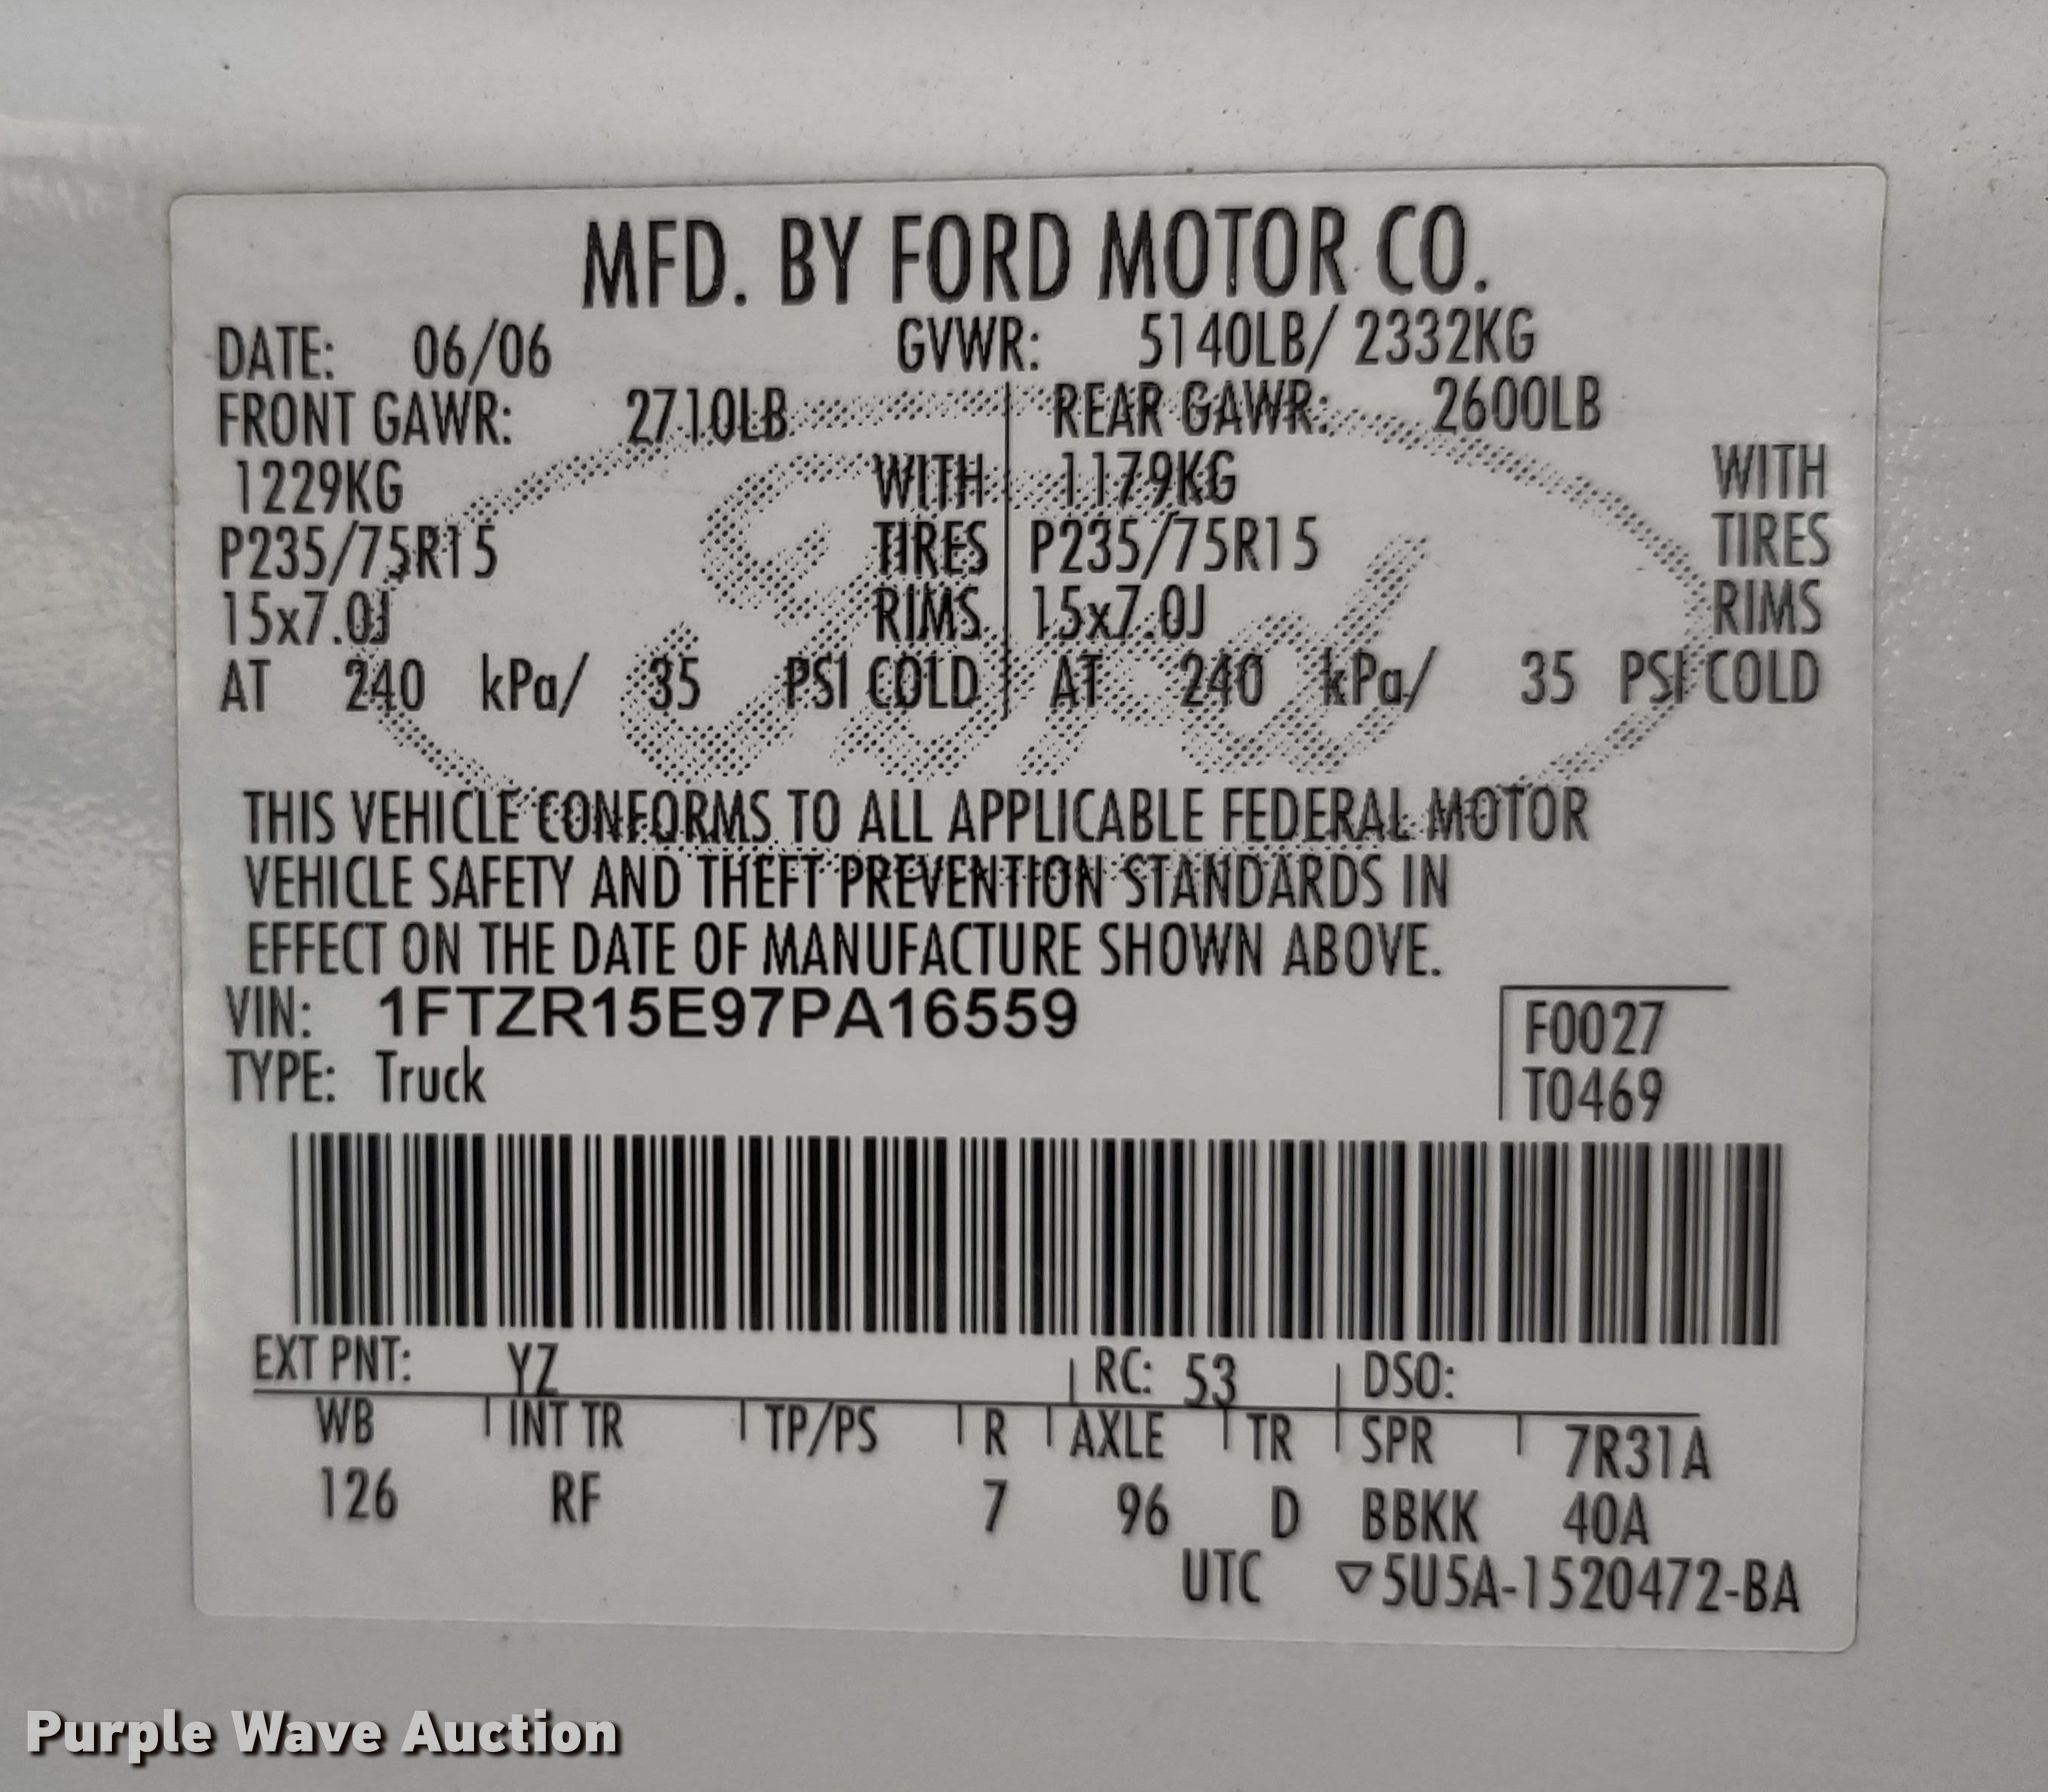 MFD. BY FORD MOTOR CO.
DATE: 06/06 GVWR: 5140LB/ 2332KG
FRONT GAWR: 2710LB REAR GAWR: 2600LB
1229KG WITH 1179KG WITH
P235/75R15 TIRES P235/75R15 TIRES
15x7.0J RIMS 15x7.0J RIMS
AT 240 kPa/ 35 PSI COLD AT 240 kPa/ 35 PSI COLD
Ford
THIS VEHICLE CONFORMS TO ALL APPLICABLE FEDERAL MOTOR
VEHICLE SAFETY AND THEFT PREVENTION STANDARDS IN
EFFECT ON THE DATE OF MANUFACTURE SHOWN ABOVE.
VIN: 1FTZR15E97PA16559 F0027
TYPE: Truck T0469
EXT PNT: YZ RC: 53 DSO:
WB INT TR TP/PS R AXLE TR SPR 7R31A
126 RF 7 96 D BBKK 40A
UTC ▽5U5A-1520472-BA
Purple Wave Auction